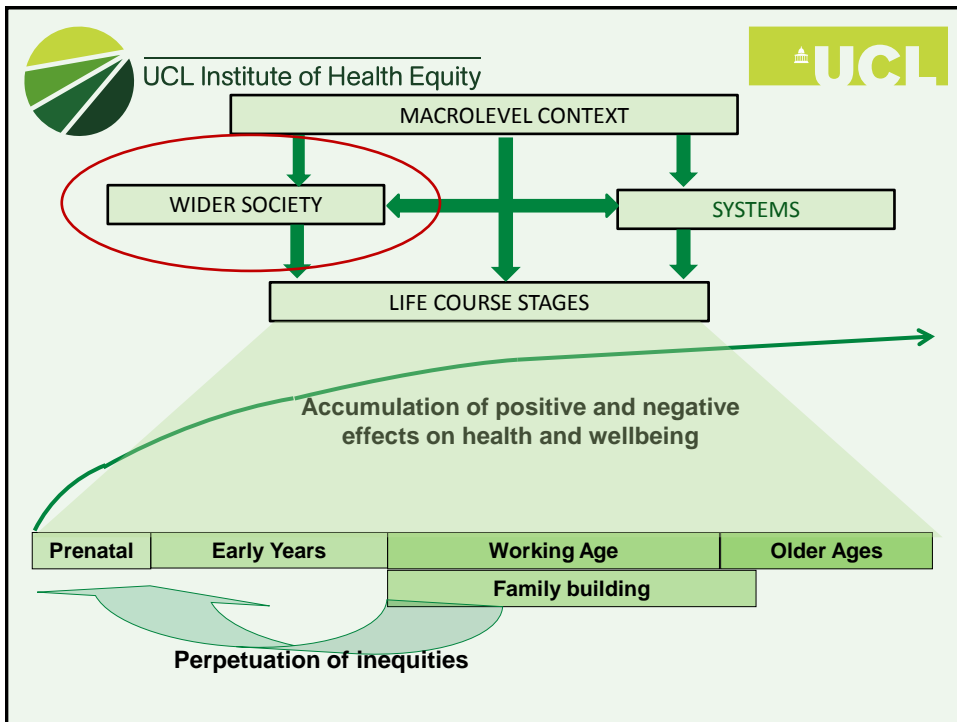 UCL Institute of Health Equity
UCL
MACROLEVEL CONTEXT
WIDER SOCIETY
SYSTEMS
LIFE COURSE STAGES
Accumulation of positive and negative
effects on health and wellbeing
Prenatal
Early Years
Working Age
Older Ages
Family building
Perpetuation of inequities